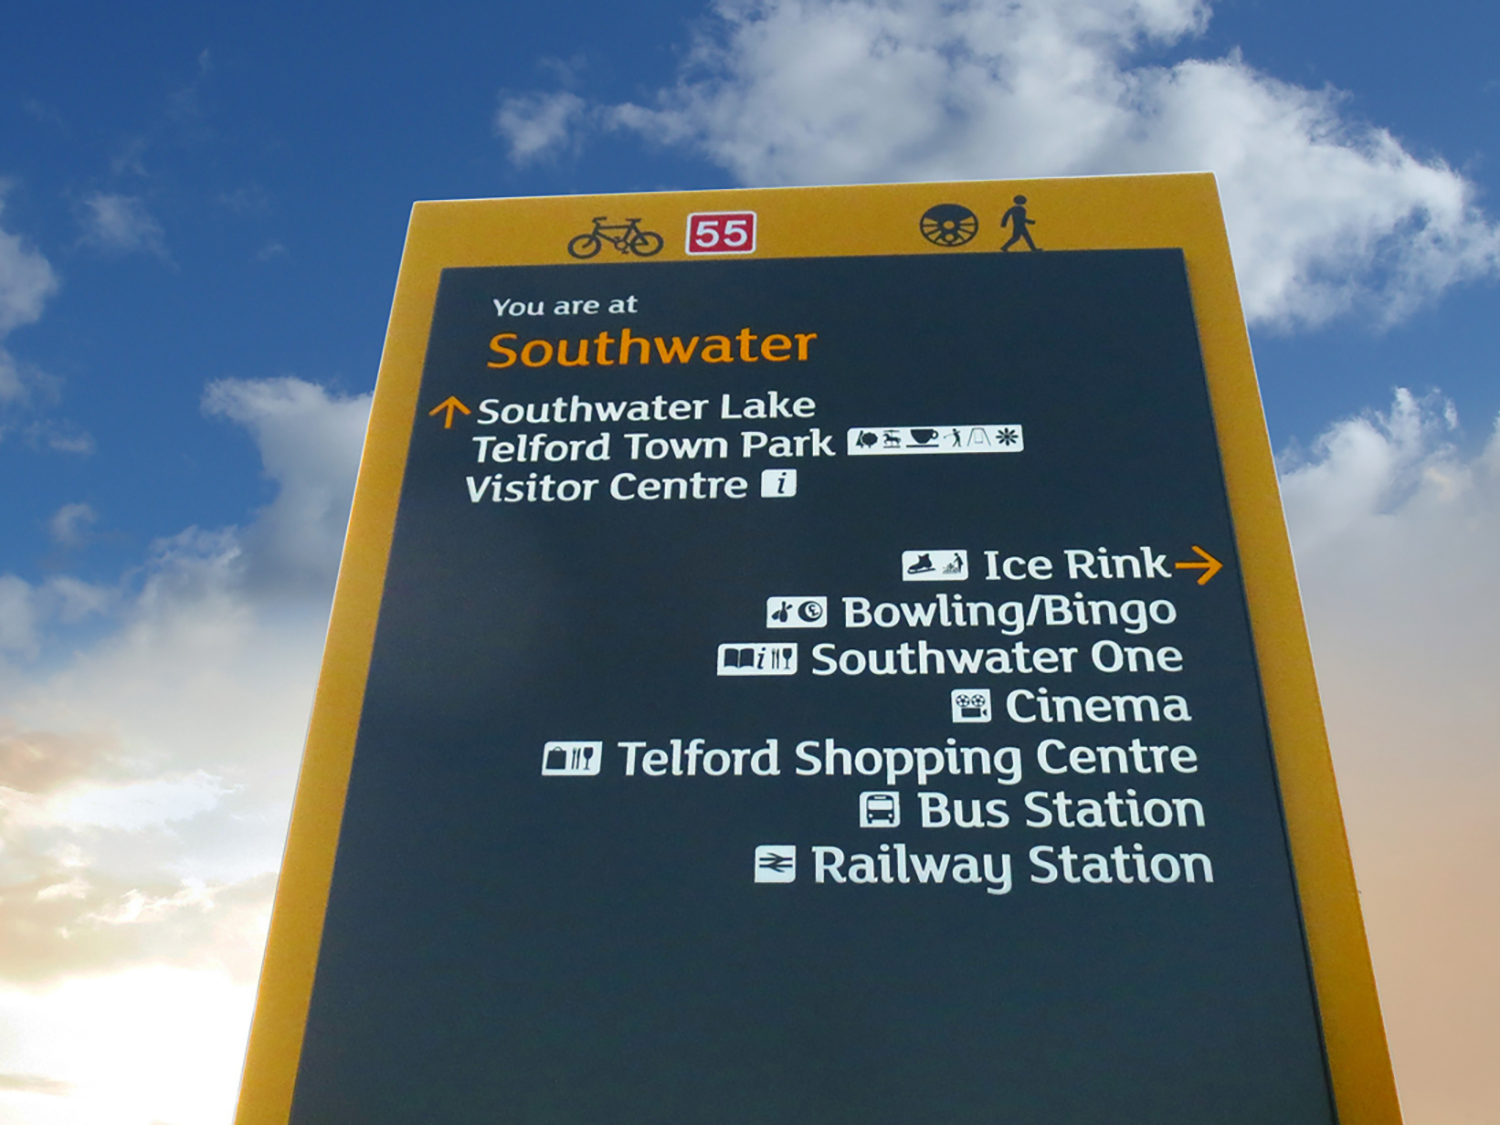 55
You are at
Southwater
Southwater Lake
Telford Town Park
Visitor Centre i
Ice Rink
Bowling/Bingo
i Southwater One
Cinema
Telford Shopping Centre
Bus Station
Railway Station